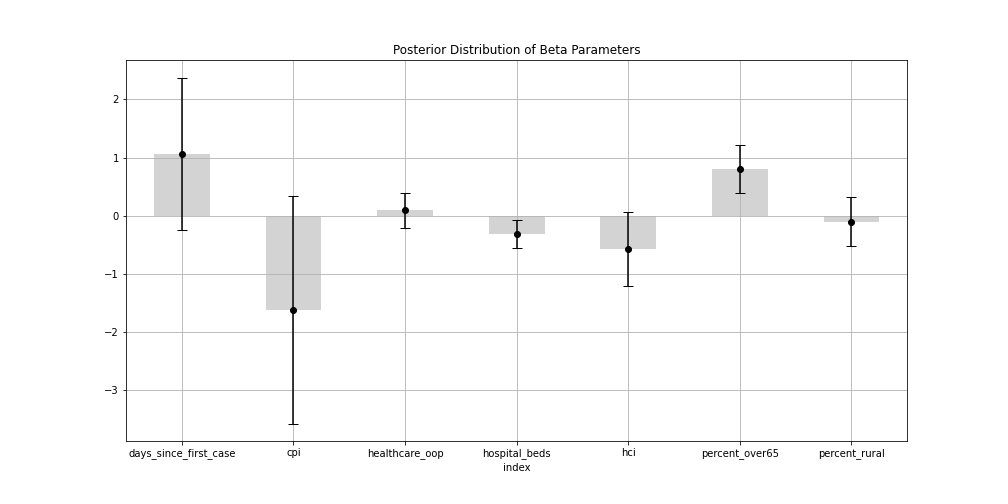 Posterior Distribution of Beta Parameters
2
1
0
−1
−2
−3
days_since_first_case cpi healthcare_oop hospital_beds hci percent_over65 percent_rural
index